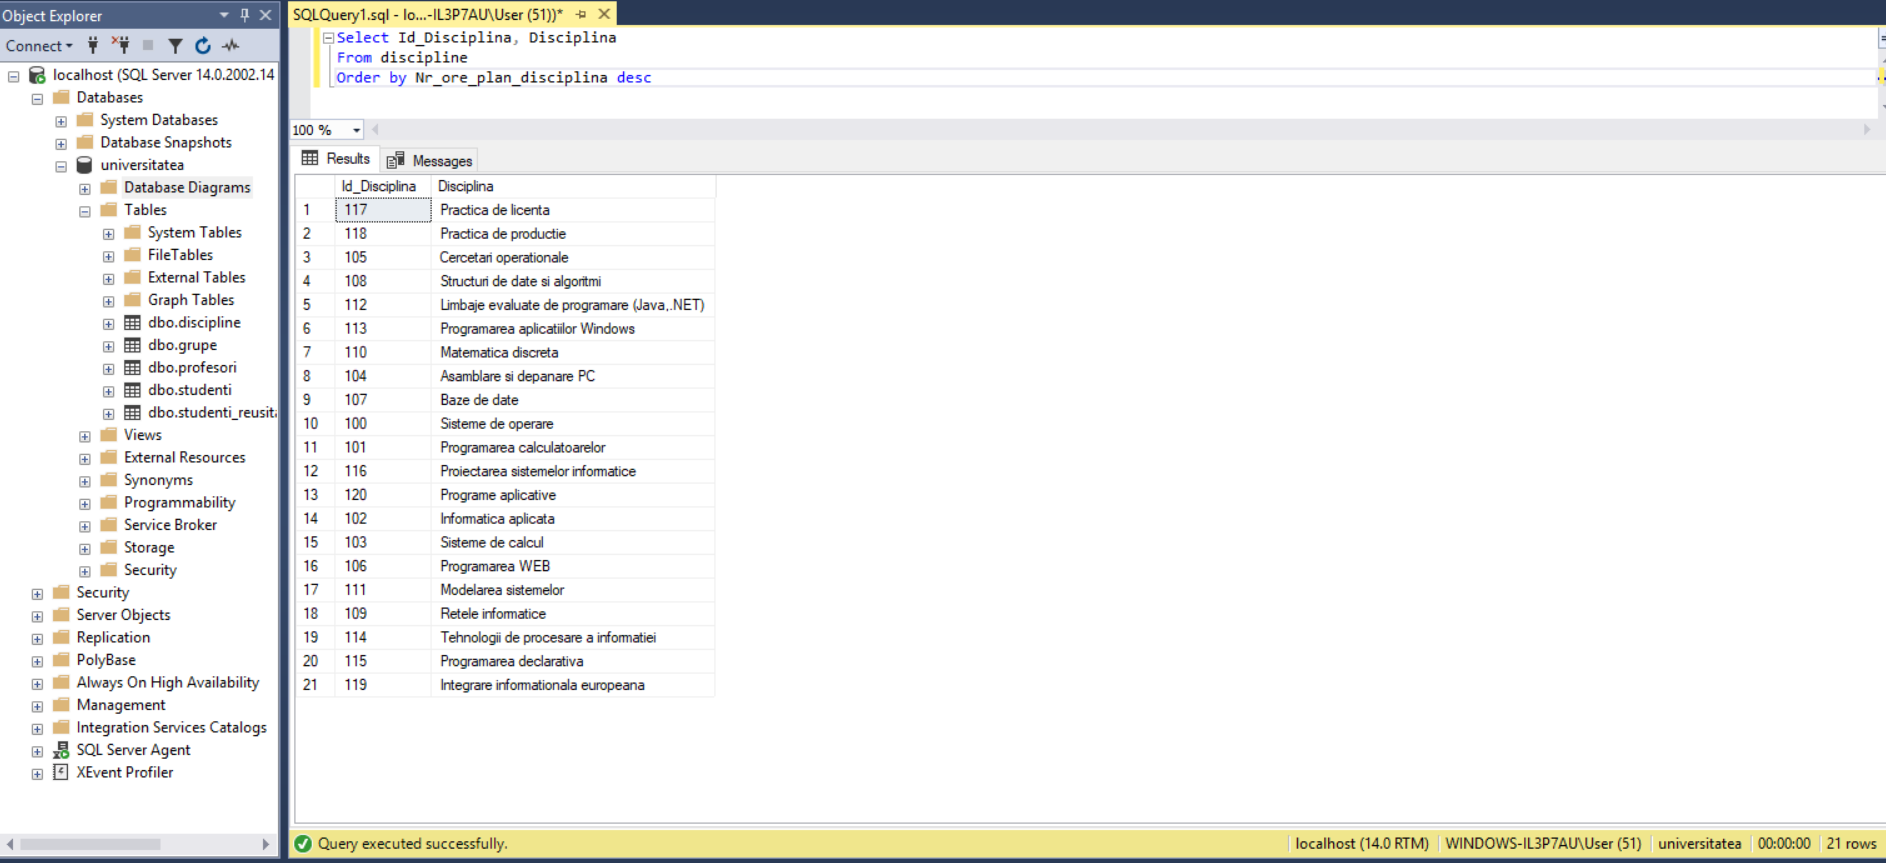 Object Explorer
Connect
localhost (SQL Server 14.0.2002.14
Databases
System Databases
Database Snapshots
universitatea
Database Diagrams
Tables
System Tables
FileTables
External Tables
Graph Tables
dbo.discipline
dbo.grupe
dbo.profesori
dbo.studenti
dbo.studenti_reusita
Views
External Resources
Synonyms
Programmability
Service Broker
Storage
Security
Security
Server Objects
Replication
PolyBase
Always On High Availability
Management
Integration Services Catalogs
SQL Server Agent
XEvent Profiler
SQLQuery1.sql - lo...-IL3P7AU\User (51))*
Select Id_Disciplina, Disciplina
From discipline
Order by Nr_ore_plan_disciplina desc
100 %
Results Messages
Id_Disciplina Disciplina
1 117 Practica de licenta
2 118 Practica de productie
3 105 Cercetari operationale
4 108 Structuri de date si algoritmi
5 112 Limbaje evaluate de programare (Java,.NET)
6 113 Programarea aplicatiilor Windows
7 110 Matematica discreta
8 104 Asamblare si depanare PC
9 107 Baze de date
10 100 Sisteme de operare
11 101 Programarea calculatoarelor
12 116 Proiectarea sistemelor informatice
13 120 Programe aplicative
14 102 Informatica aplicata
15 103 Sisteme de calcul
16 106 Programarea WEB
17 111 Modelarea sistemelor
18 109 Retele informatice
19 114 Tehnologii de procesare a informatiei
20 115 Programarea declarativa
21 119 Integrare informationala europeana
Query executed successfully.
localhost (14.0 RTM) WINDOWS-IL3P7AU\User (51) universitatea 00:00:00 21 rows